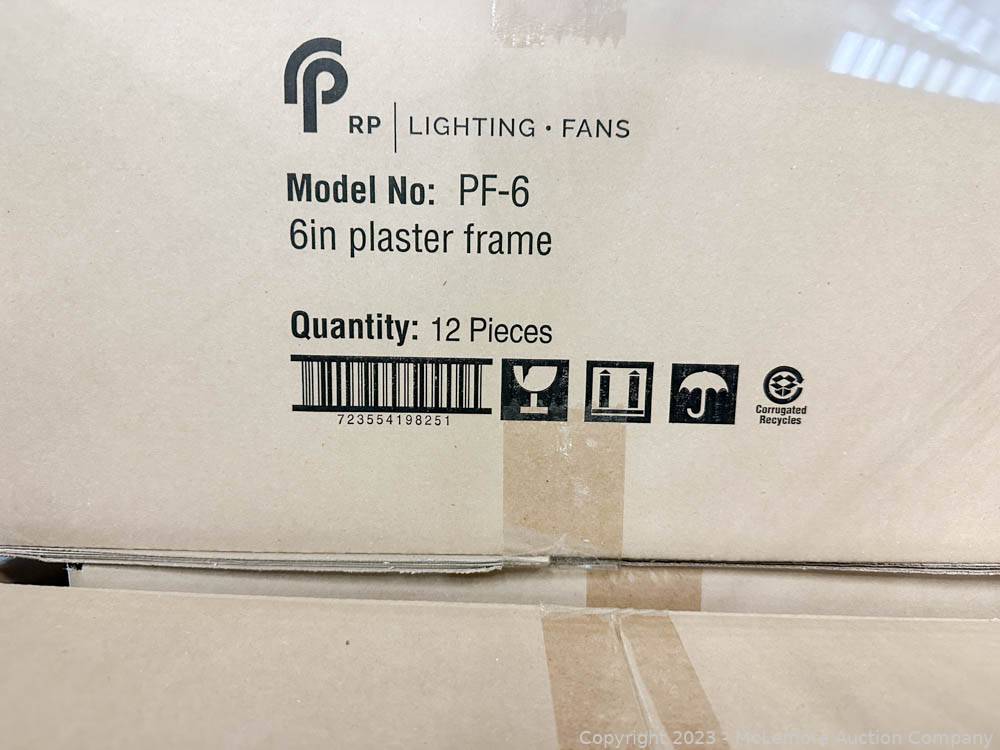 RP | LIGHTING • FANS
Model No: PF-6
6in plaster frame
Quantity: 12 Pieces
723554198251
Corrugated
Recycles
Copyright 2023 - McLemore Auction Company